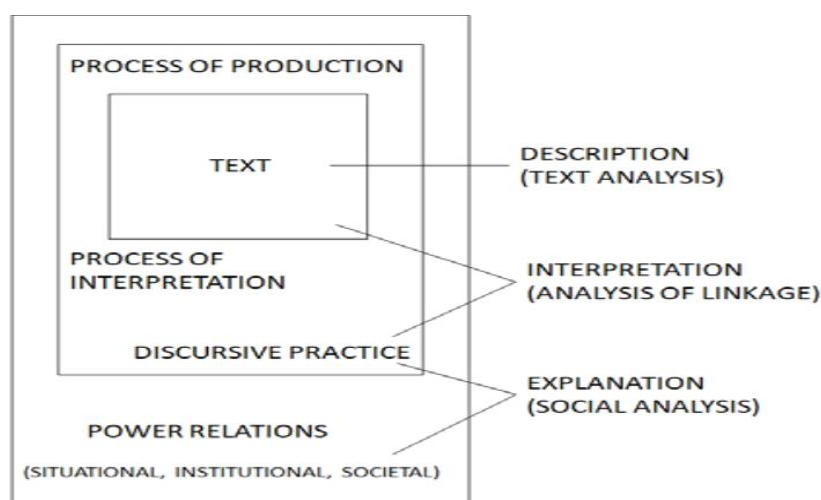 PROCESS OF PRODUCTION
TEXT
DESCRIPTION
(TEXT ANALYSIS)
PROCESS OF
INTERPRETATION
INTERPRETATION
(ANALYSIS OF LINKAGE)
DISCURSIVE PRACTICE
EXPLANATION
(SOCIAL ANALYSIS)
POWER RELATIONS
(SITUATIONAL, INSTITUTIONAL, SOCIETAL)